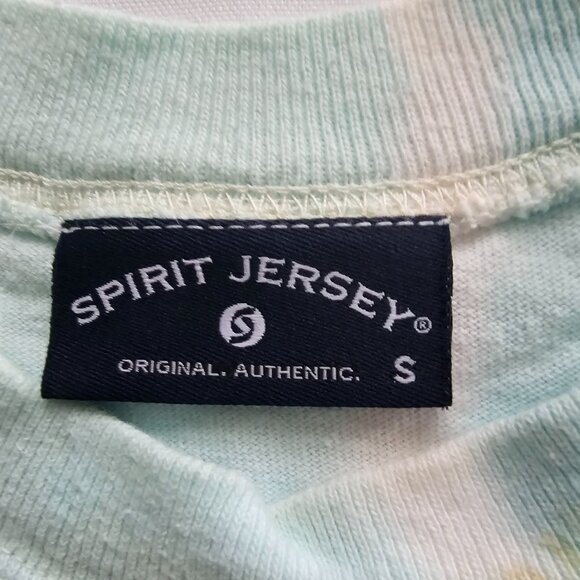 SPIRIT JERSEY®
ORIGINAL. AUTHENTIC. S